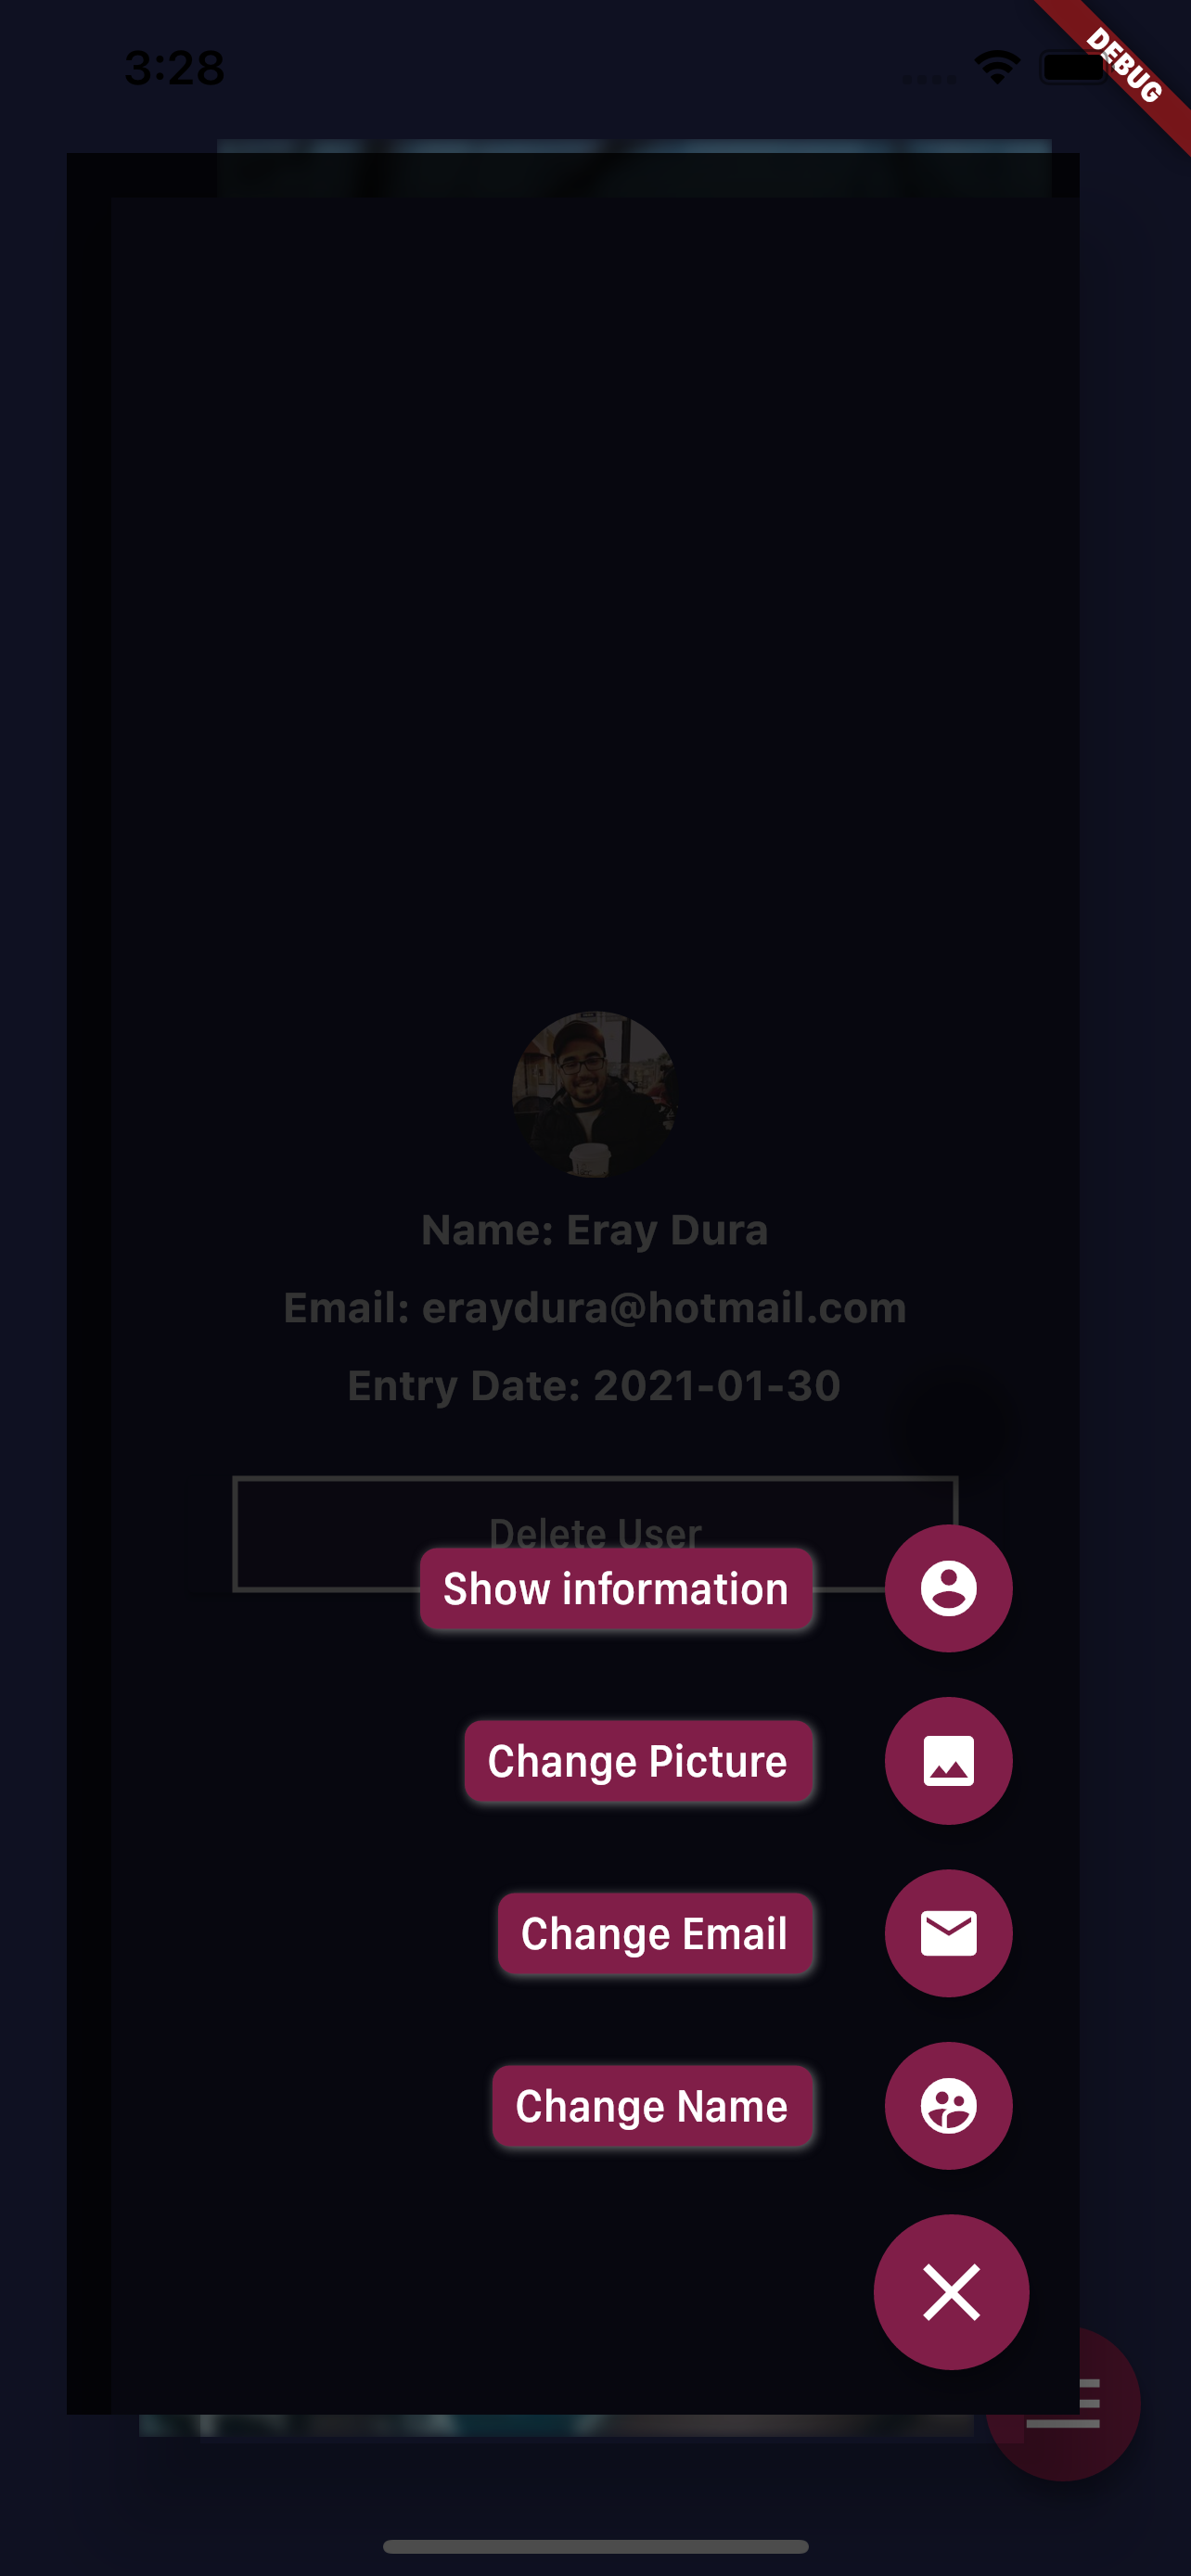 3:28
DEBUG
Name: Eray Dura
Email: eraydura@hotmail.com
Entry Date: 2021-01-30
Delete User
Show information
Change Picture
Change Email
Change Name